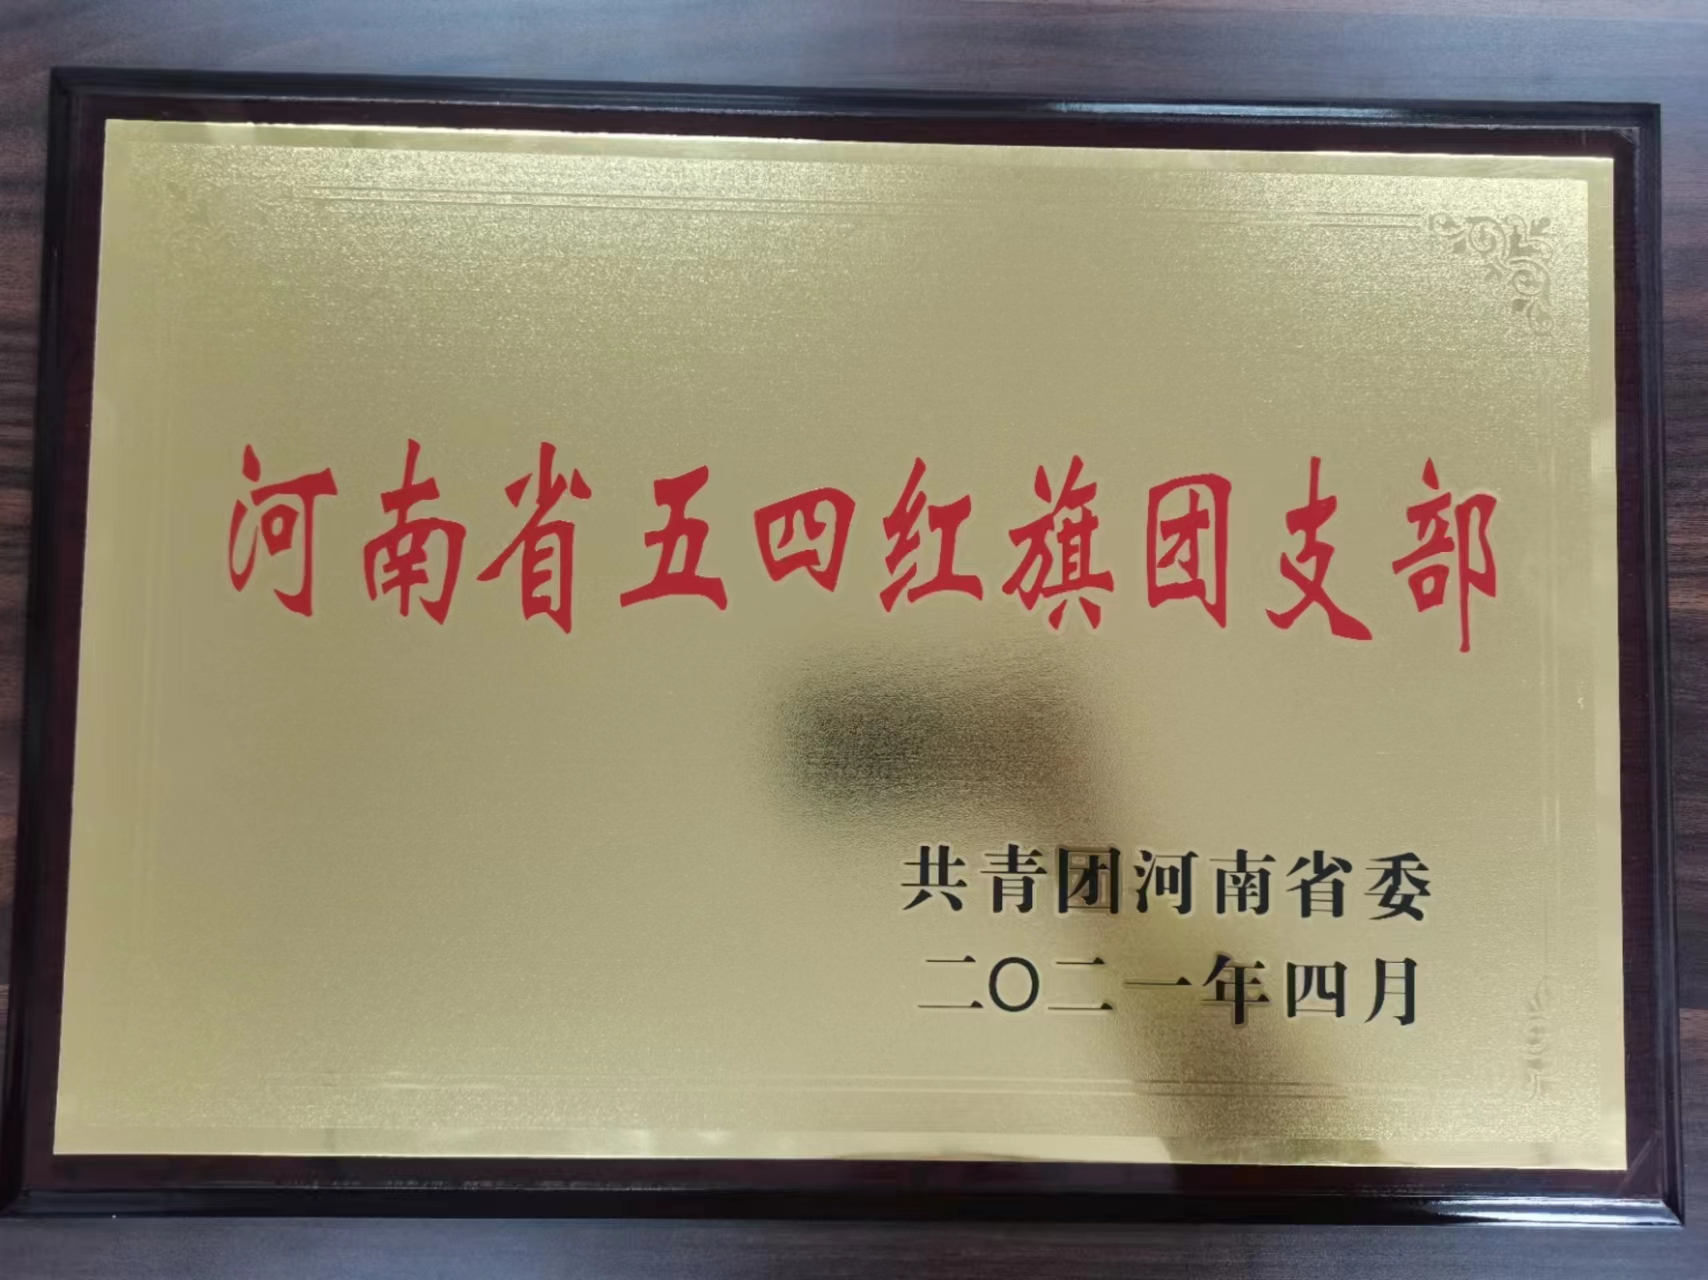 河南省五四红旗团支部
共青团河南省委
二〇二一年四月